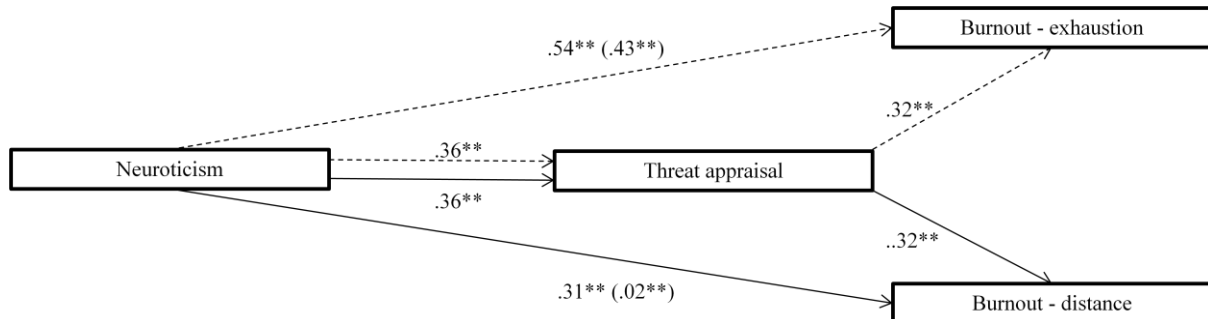 Burnout - exhaustion
.54** (.43**)
.32**
.36**
Neuroticism
Threat appraisal
.36**
..32**
.31** (.02**)
Burnout - distance